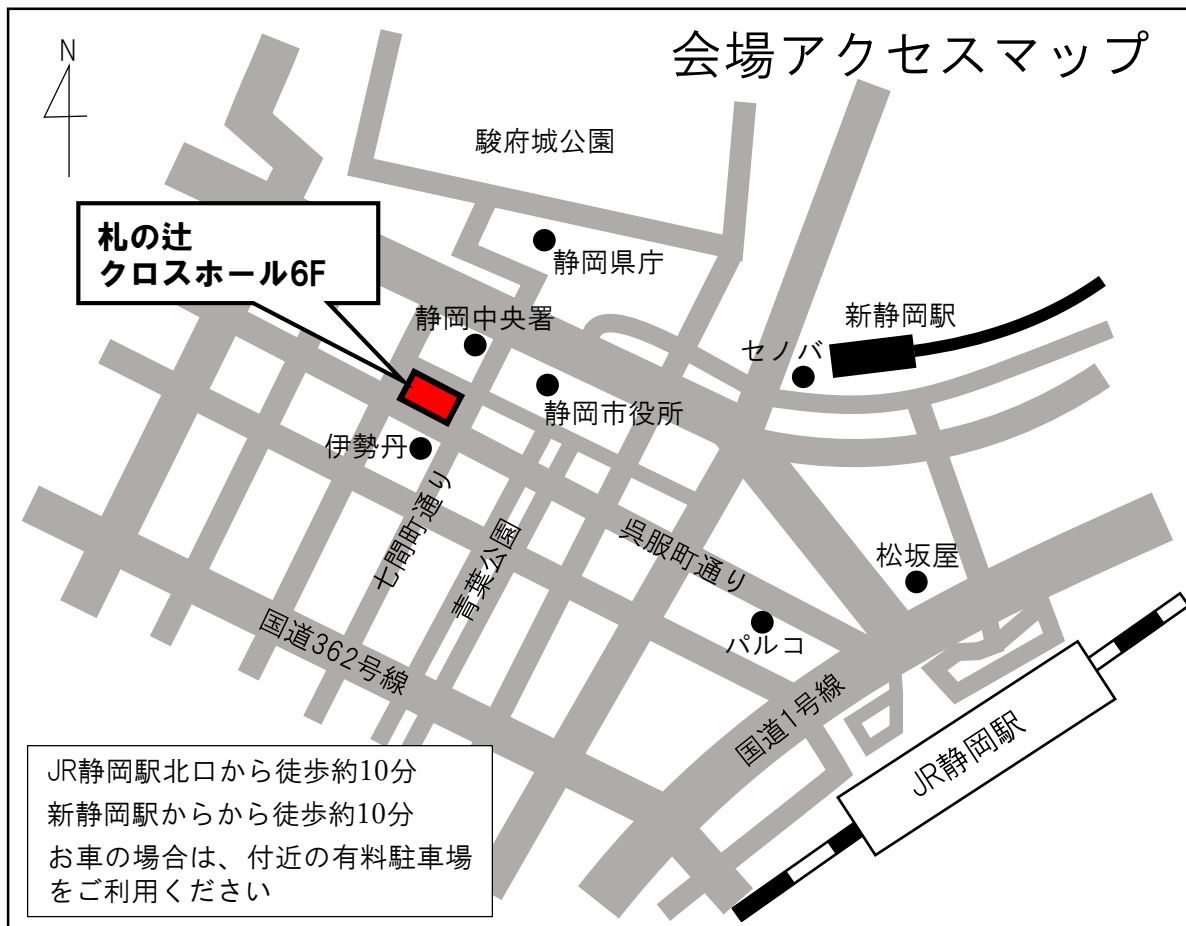 会場アクセスマップ
N
駿府城公園
札の辻
クロスホール6F
静岡県庁
静岡中央署
新静岡駅
セノバ
静岡市役所
伊勢丹
七間町通り
青葉公園
呉服町通り
松坂屋
パルコ
国道362号線
国道1号線
JR静岡駅
JR静岡駅北口から徒歩約10分
新静岡駅からから徒歩約10分
お車の場合は、付近の有料駐車場
をご利用ください